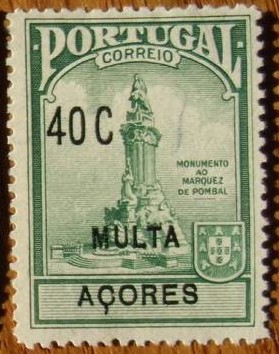 PORTUGAL
CORREIO
40 C
MONUMENTO
AO
MARQUEZ
DE POMBAL
MULTA
AÇORES